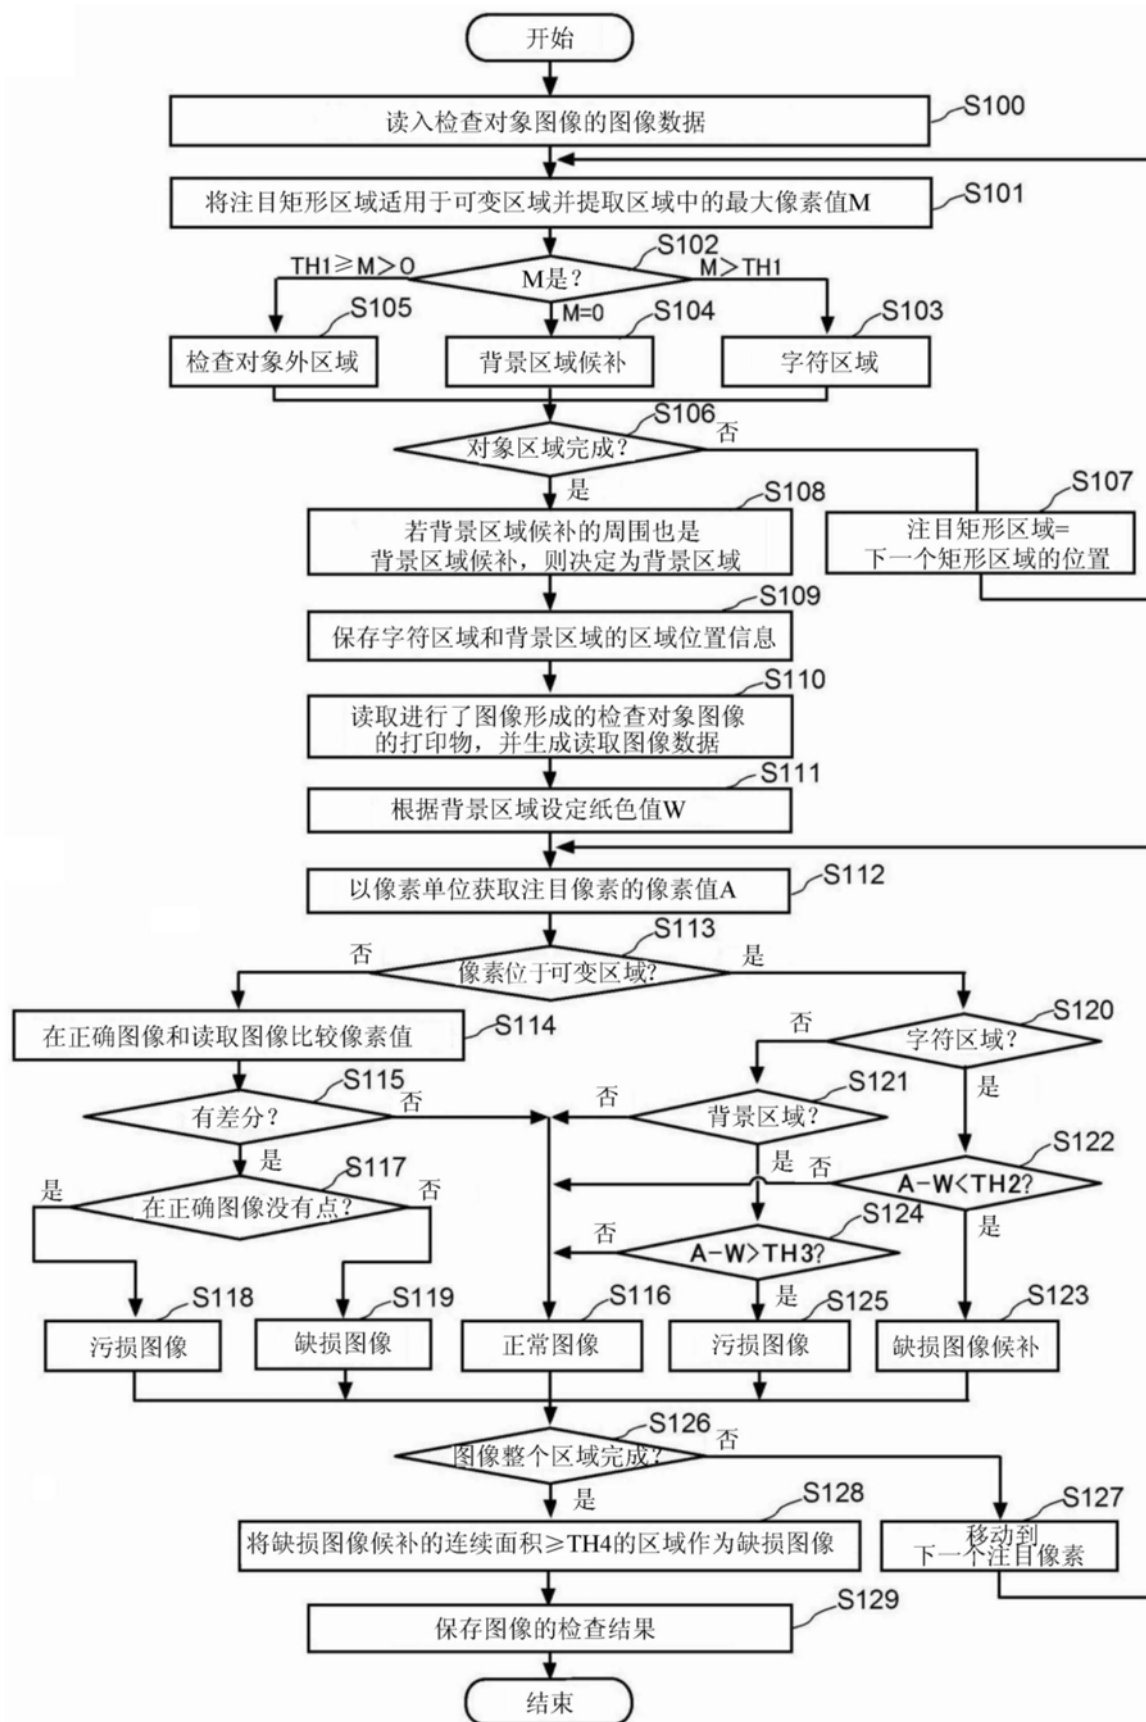 开始
S100
读入检查对象图像的图像数据
S101
将注目矩形区域适用于可变区域并提取区域中的最大像素值M
S102
TH1≥M>0
M是?
M>TH1
S105
M=0
S104
S103
检查对象外区域
背景区域候补
字符区域
S106
对象区域完成?
否
是
S108
S107
若背景区域候补的周围也是
背景区域候补，则决定为背景区域
注目矩形区域=
下一个矩形区域的位置
S109
保存字符区域和背景区域的区域位置信息
S110
读取进行了图像形成的检查对象图像
的打印物，并生成读取图像数据
S111
根据背景区域设定纸色值W
S112
以像素单位获取注目像素的像素值A
S113
否
像素位于可变区域?
是
S114
在正确图像和读取图像比较像素值
S120
否
字符区域?
是
S115
有差分?
否
是
S121
否
背景区域?
是
S122
否
A-W<TH2?
是
S117
是
在正确图像没有点?
否
S124
否
A-W>TH3?
是
S118
S119
S116
S125
S123
污损图像
缺损图像
正常图像
污损图像
缺损图像候补
S126
图像整个区域完成?
否
是
S128
将缺损图像候补的连续面积≥TH4的区域作为缺损图像
S127
移动到
下一个注目像素
S129
保存图像的检查结果
结束